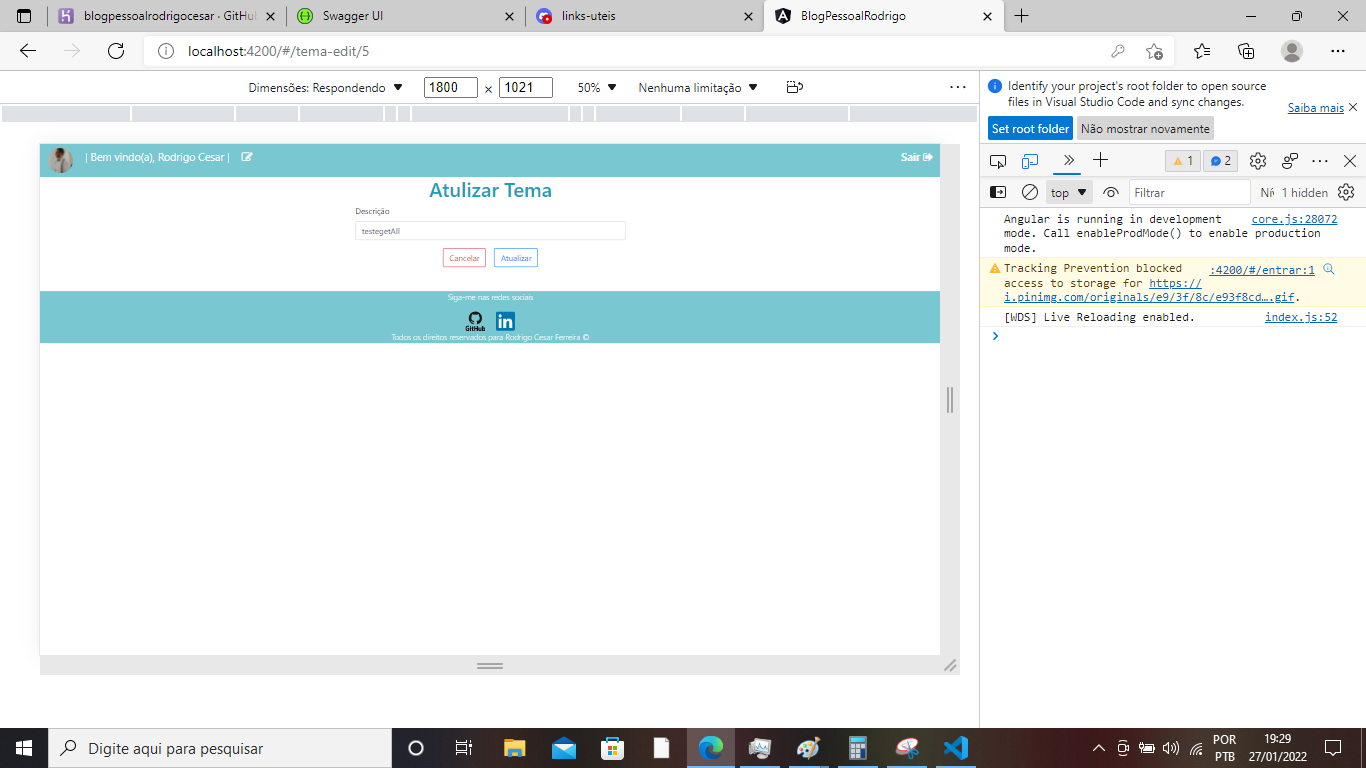 blogpessoalrodrigocesar · GitHu
Swagger UI
links-uteis
BlogPessoalRodrigo
localhost:4200/#/tema-edit/5
Dimensões: Respondendo
1800
×
1021
50%
Nenhuma limitação
| Bem vindo(a), Rodrigo Cesar |
Sair
Atulizar Tema
Descrição
testegetAll
Cancelar
Atualizar
Siga-me nas redes sociais
GitHub
in
Todos os direitos reservados para Rodrigo Cesar Ferreira ©
Identify your project's root folder to open source
files in Visual Studio Code and sync changes.
Saiba mais
Set root folder
Não mostrar novamente
1
2
top
Filtrar
1 hidden
Angular is running in development core.js:28072
mode. Call enableProdMode() to enable production
mode.
Tracking Prevention blocked :4200/#/entrar:1
access to storage for https://
i.pinimg.com/originals/e9/3f/8c/e93f8cd….gif.
[WDS] Live Reloading enabled. index.js:52
Digite aqui para pesquisar
POR
PTB
19:29
27/01/2022